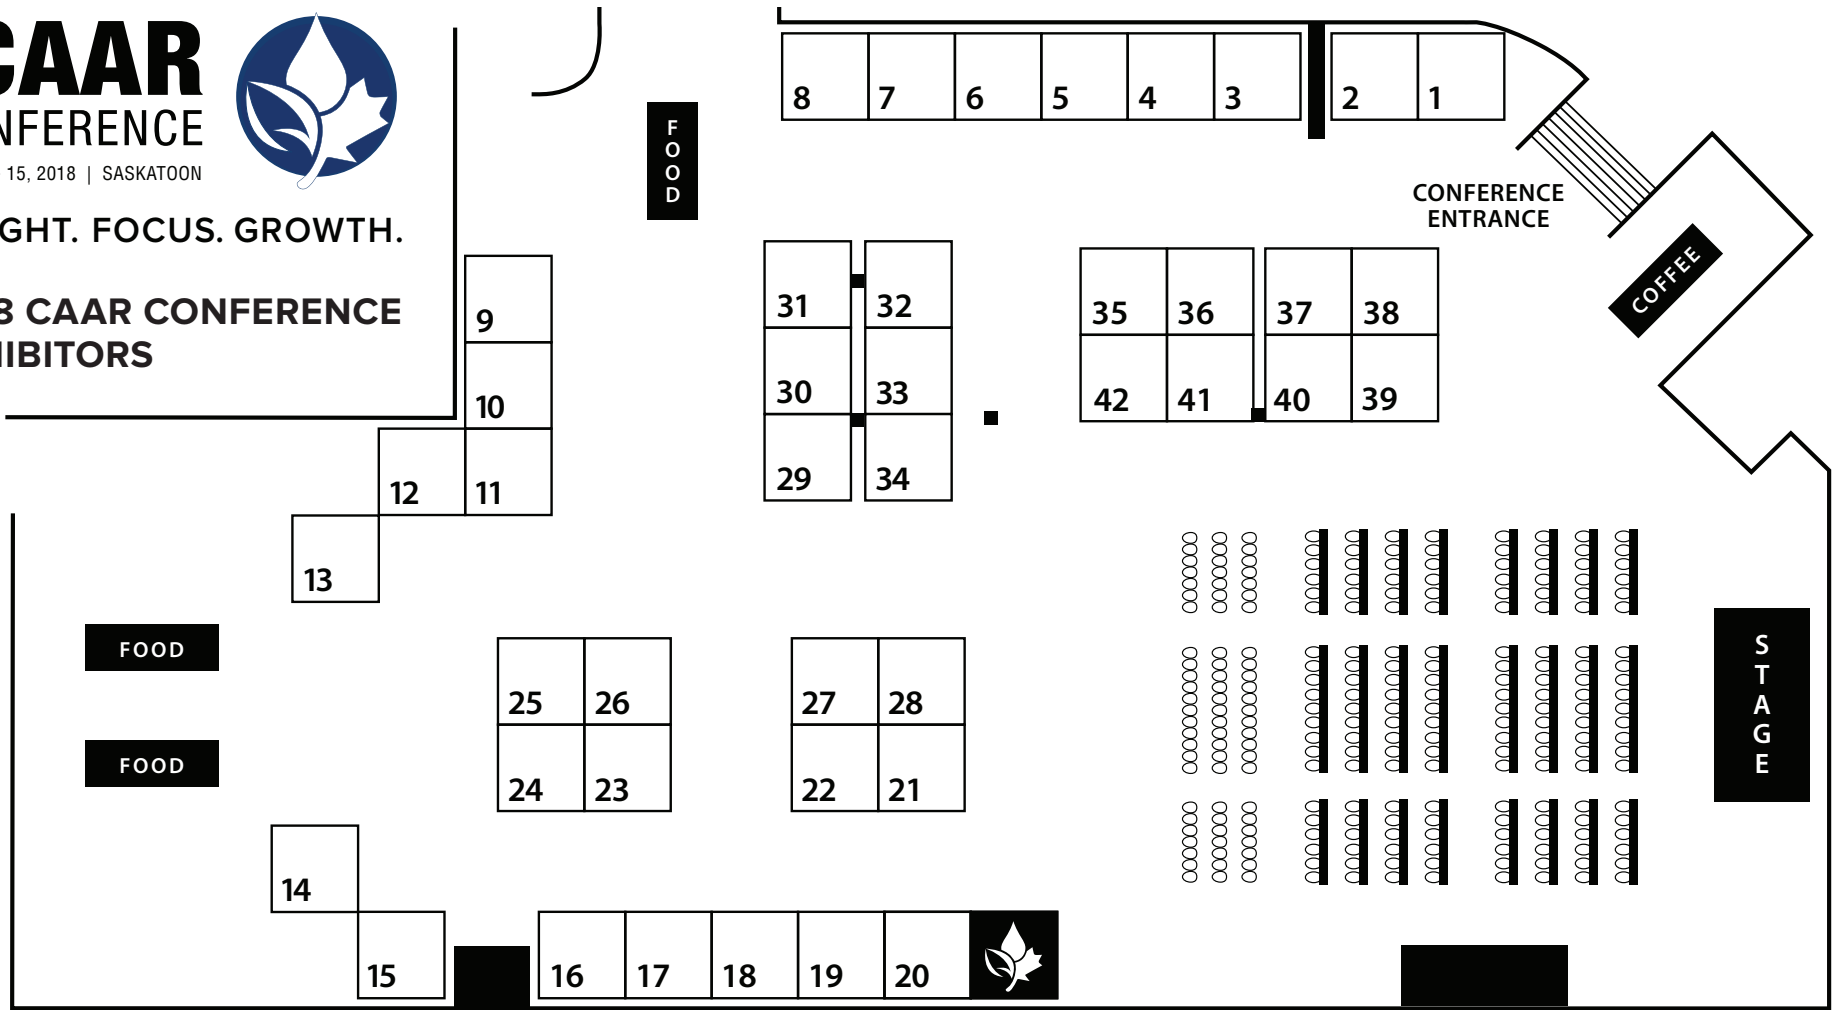 CAAR
NFERENCE
15, 2018 | SASKATOON
GHT. FOCUS. GROWTH.
8 CAAR CONFERENCE
HIBITORS
8 7 6 5 4 3 2 1
FOOD
CONFERENCE
ENTRANCE
COFFEE
9
31 32
35 36 37 38
10
30 33
42 41 40 39
12 11
29 34
13
FOOD
STAGE
25 26
27 28
FOOD
24 23
22 21
14
15
16 17 18 19 20